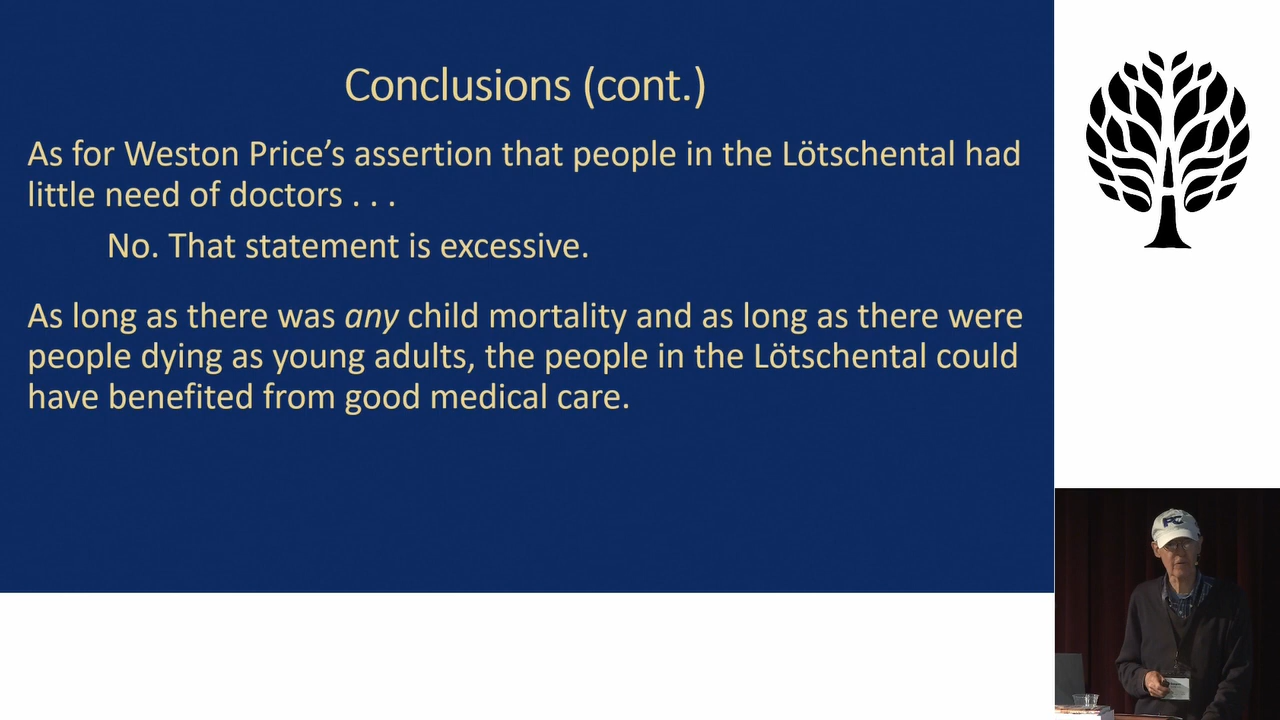 Conclusions (cont.)
As for Weston Price’s assertion that people in the Lötschental had
little need of doctors . . .
No. That statement is excessive.
As long as there was any child mortality and as long as there were
people dying as young adults, the people in the Lötschental could
have benefited from good medical care.
PC